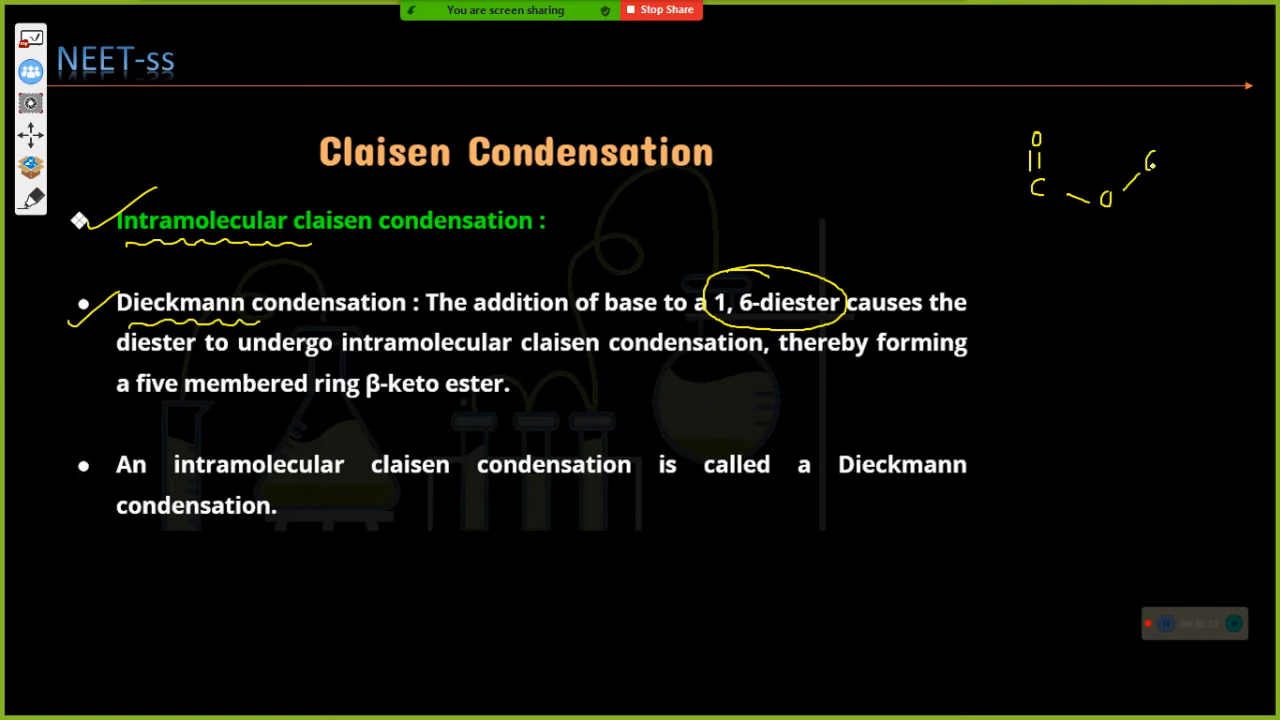 You are screen sharing
Stop Share
NEET-ss
Claisen Condensation
Intramolecular claisen condensation :
Dieckmann condensation : The addition of base to a 1, 6-diester causes the
diester to undergo intramolecular claisen condensation, thereby forming
a five membered ring β-keto ester.
An intramolecular claisen condensation is called a Dieckmann
condensation.
O
C O